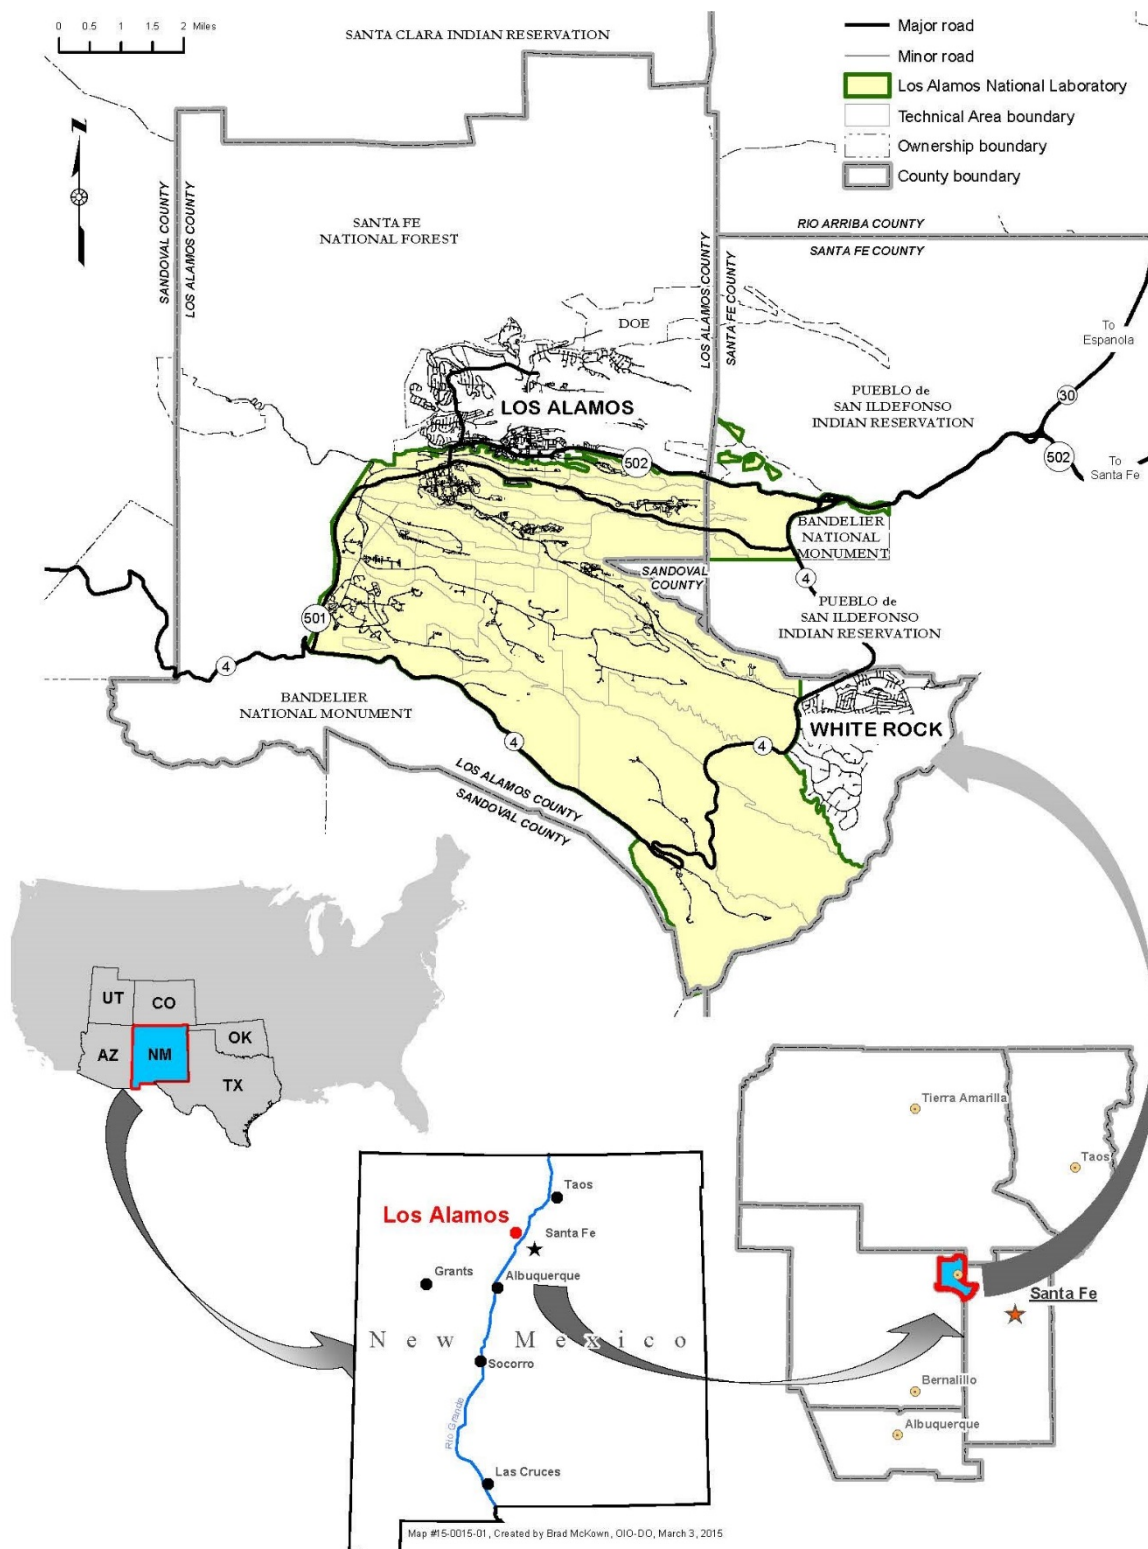 0 0.5 1 2 Miles
SANTA CLARA INDIAN RESERVATION
Major road
Minor road
Los Alamos National Laboratory
Technical Area boundary
Ownership boundary
County boundary
N
SANDOVAL COUNTY
LOS ALAMOS COUNTY
SANTA FE
NATIONAL FOREST
LOS ALAMOS COUNTY
SANTA FE COUNTY
RIO ARRIBA COUNTY
SANTA FE COUNTY
DOE
To
Espanola
LOS ALAMOS
PUEBLO de
SAN ILDEFONSO
INDIAN RESERVATION
30
502
502
To
Santa Fe
BANDELIER
NATIONAL
MONUMENT
SANDOVAL
COUNTY
4
PUEBLO de
SAN ILDEFONSO
INDIAN RESERVATION
501
4
BANDELIER
NATIONAL MONUMENT
WHITE ROCK
4
4
LOS ALAMOS COUNTY
SANDOVAL COUNTY
UT
CO
AZ
NM
OK
TX
Tierra Amarilla
Taos
Santa Fe
Bernalillo
Albuquerque
Taos
Los Alamos
Santa Fe
Grants
Albuquerque
New Mexico
Socorro
Rio Grande
Las Cruces
Map #15-0015-01, Created by Brad McKown, OIO-DO, March 3, 2015